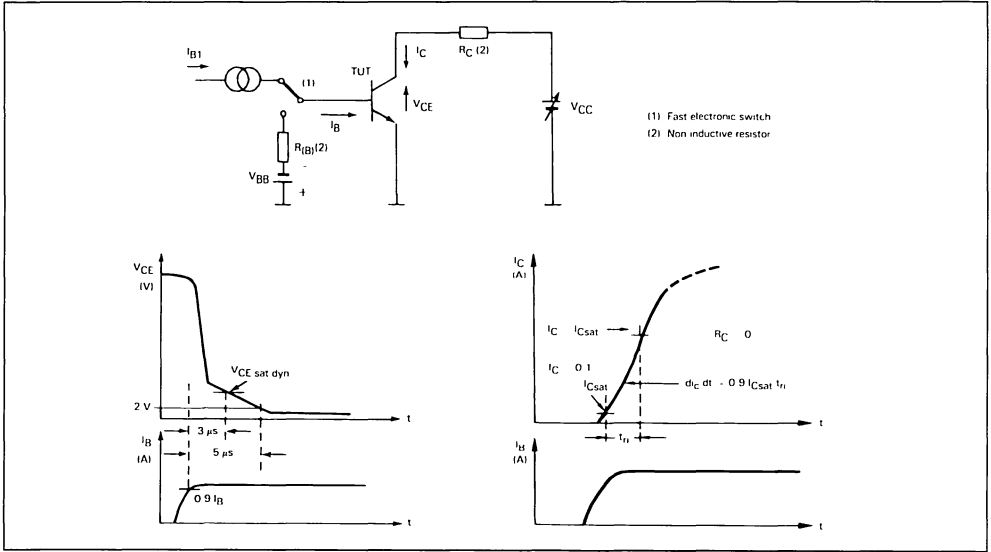 IB1
(1)
TUT
IC
RC (2)
VCE
VCC
IB
R(B)(2)
-
VBB
+
(1) Fast electronic switch
(2) Non inductive resistor
VCE
(V)
VCE sat dyn
2 V
t
3 µs
5 µs
IB
(A)
0 9 IB
t
IC
(A)
IC ICsat
RC 0
IC 0 1
ICsat
dIC dt - 0 9 ICsat tri
t
tri
IB
(A)
t